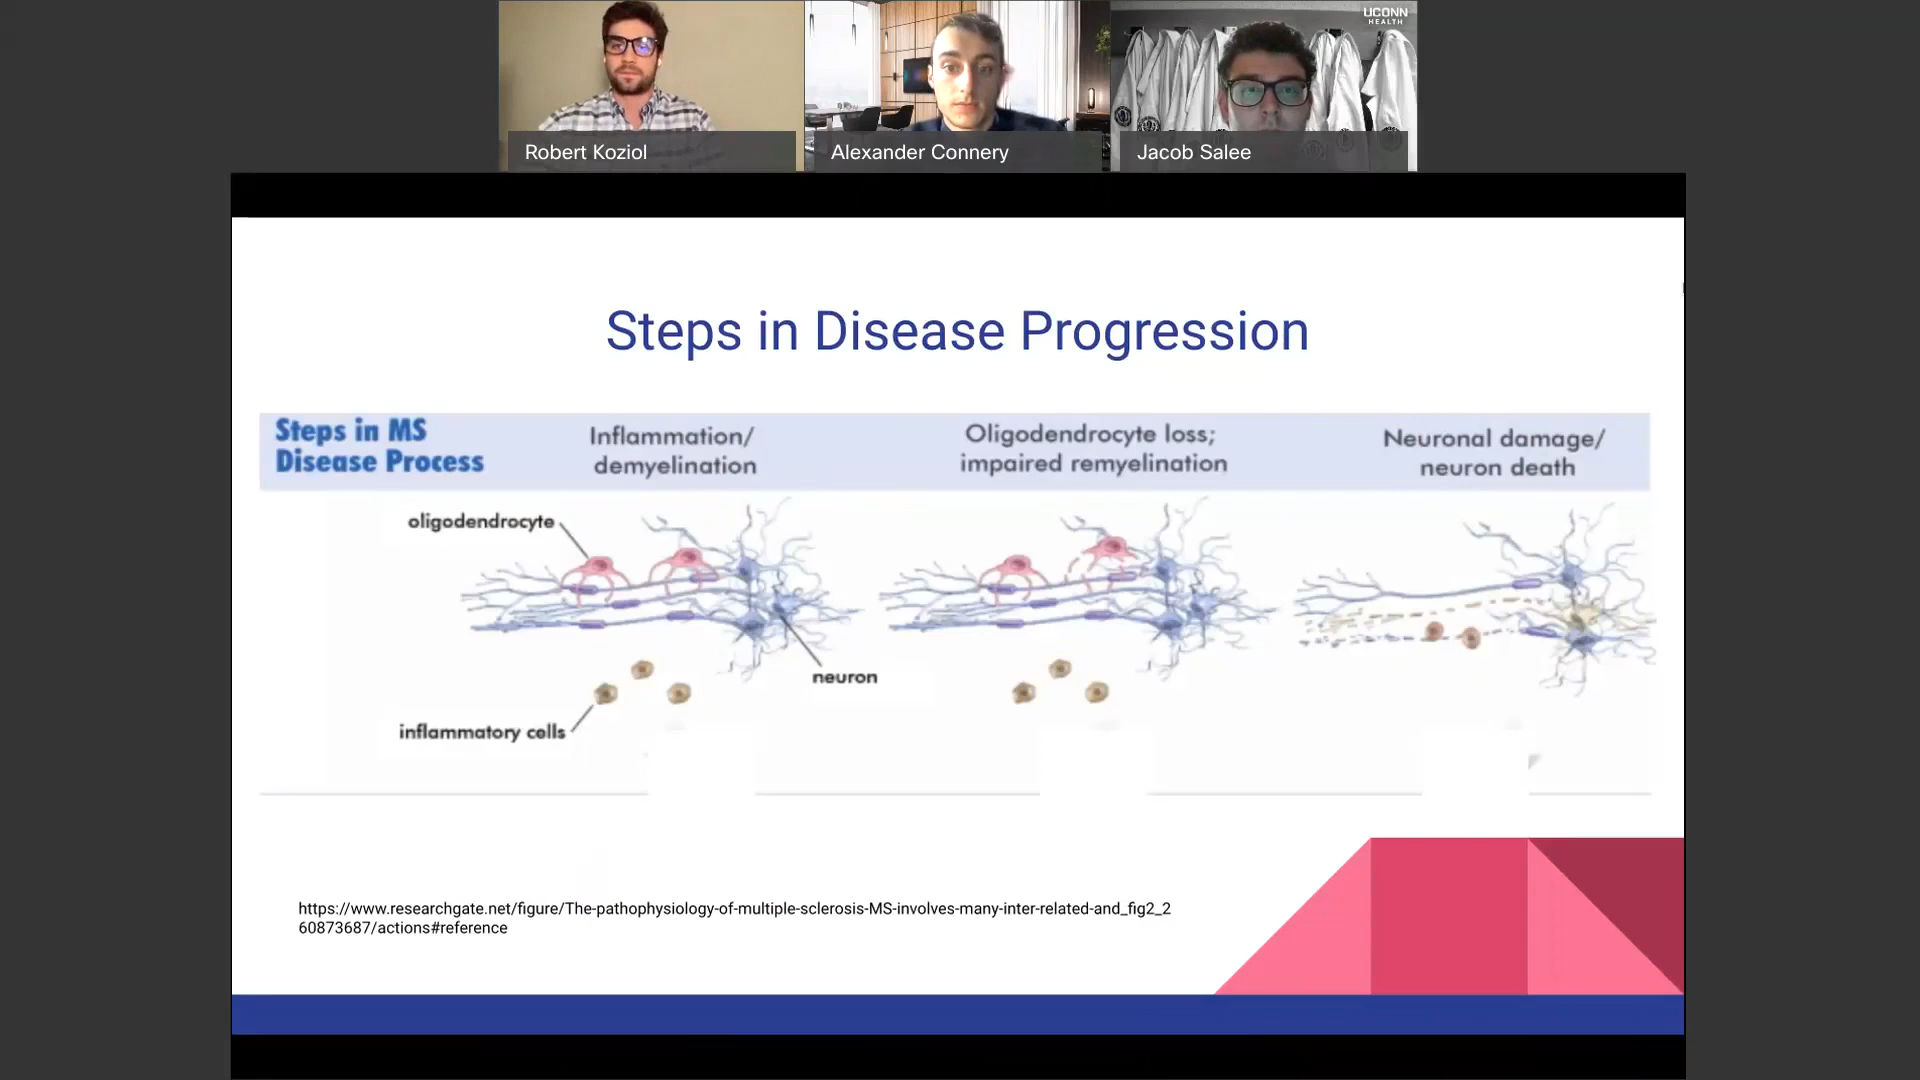 UCONN
HEALTH
Robert Koziol
Alexander Connery
Jacob Salee
Steps in Disease Progression
Steps in MS
Disease Process
Inflammation/
demyelination
Oligodendrocyte loss;
impaired remyelination
Neuronal damage/
neuron death
oligodendrocyte
neuron
inflammatory cells
https://www.researchgate.net/figure/The-pathophysiology-of-multiple-sclerosis-MS-involves-many-inter-related-and_fig2_2
60873687/actions#reference